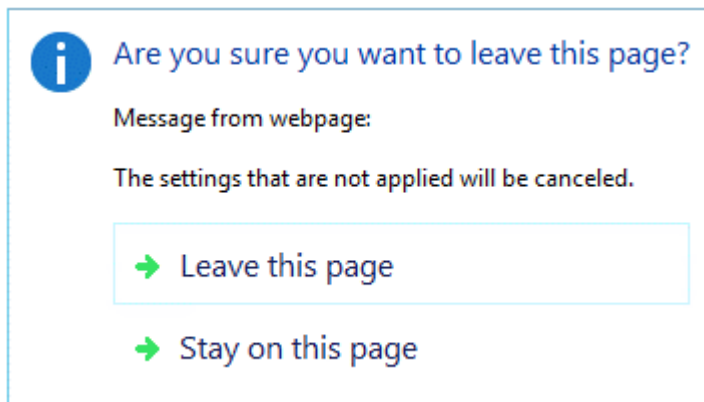 Are you sure you want to leave this page?
Message from webpage:
The settings that are not applied will be canceled.
Leave this page
Stay on this page